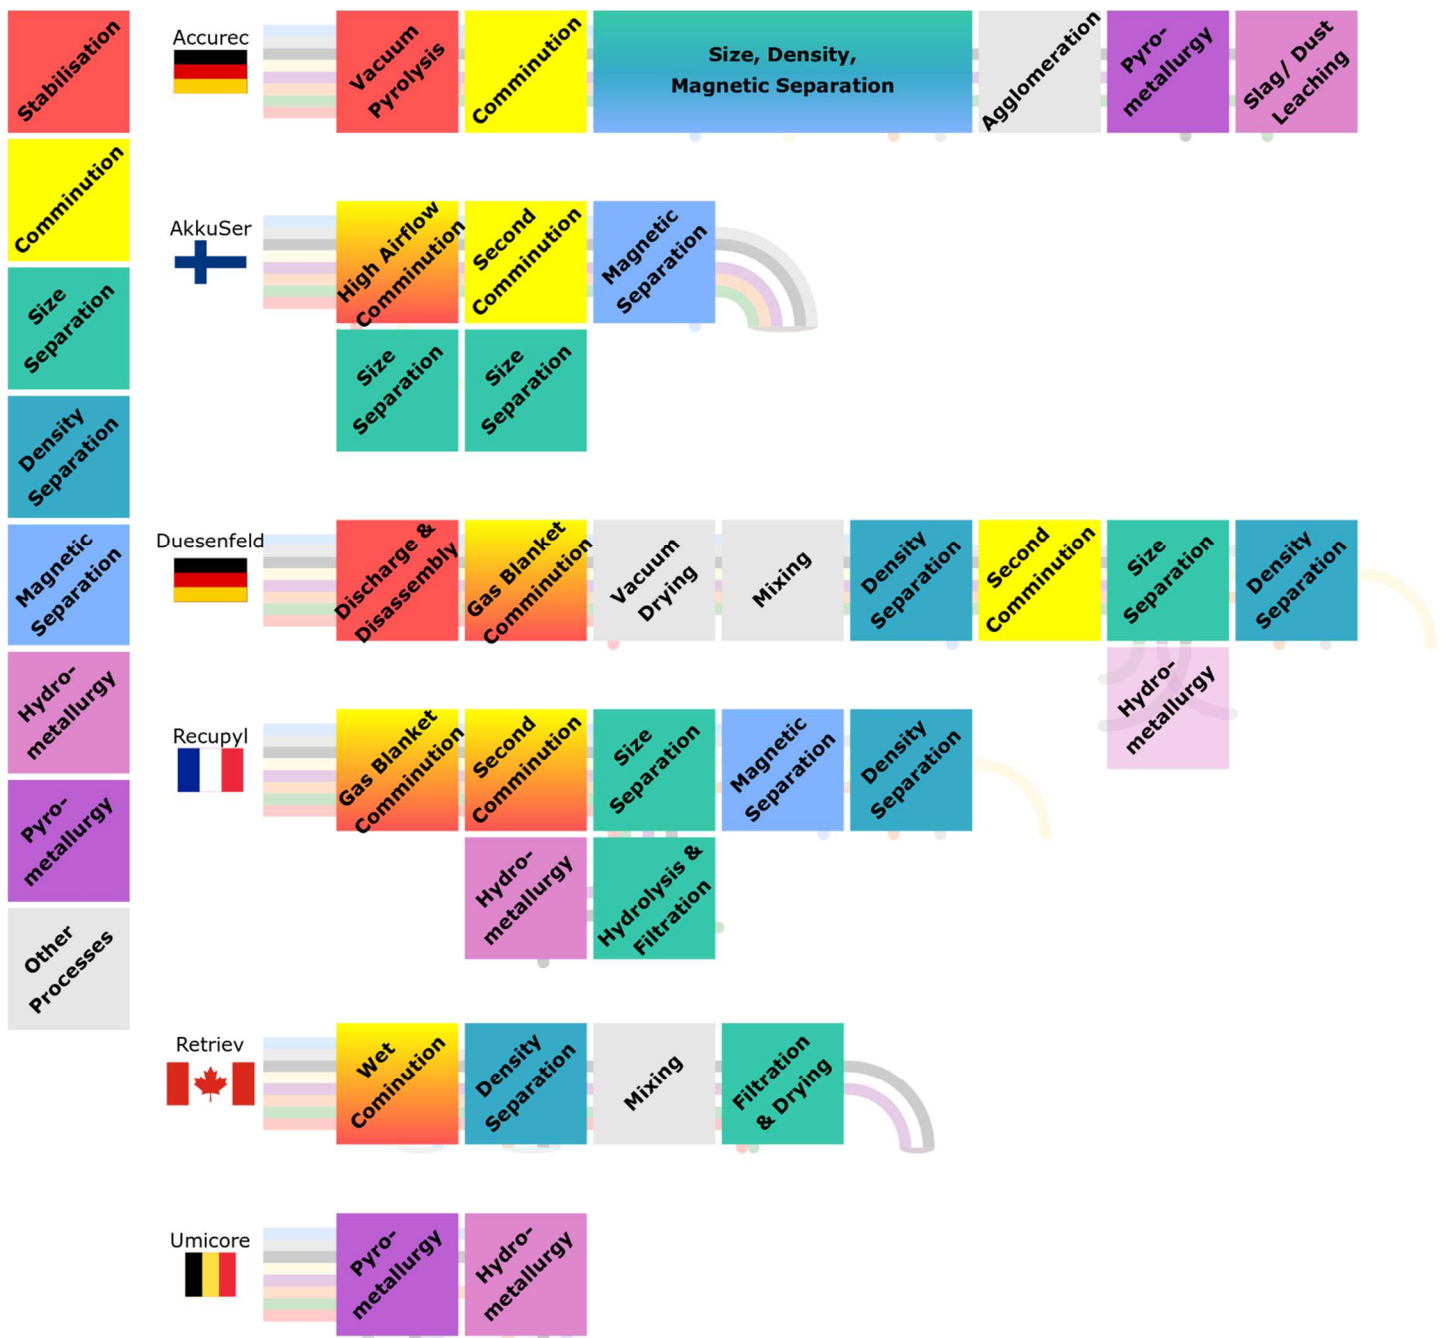 Stabilisation
Comminution
Size
Separation
Density
Separation
Magnetic
Separation
Hydro-
metallurgy
Pyro-
metallurgy
Other
Processes
Accurec
Vacuum
Pyrolysis
Comminution
Size, Density,
Magnetic Separation
Agglomeration
Pyro-
metallurgy
Slag/ Dust
Leaching
AkkuSer
High Airflow
Comminution
Second
Comminution
Magnetic
Separation
Size
Separation
Size
Separation
Duesenfeld
Discharge &
Disassembly
Gas Blanket
Comminution
Vacuum
Drying
Mixing
Density
Separation
Second
Comminution
Size
Separation
Density
Separation
Hydro-
metallurgy
Recupyl
Gas Blanket
Comminution
Second
Comminution
Size
Separation
Magnetic
Separation
Density
Separation
Hydro-
metallurgy
Hydrolysis &
Filtration
Retriev
Wet
Cominution
Density
Separation
Mixing
Filtration
& Drying
Umicore
Pyro-
metallurgy
Hydro-
metallurgy